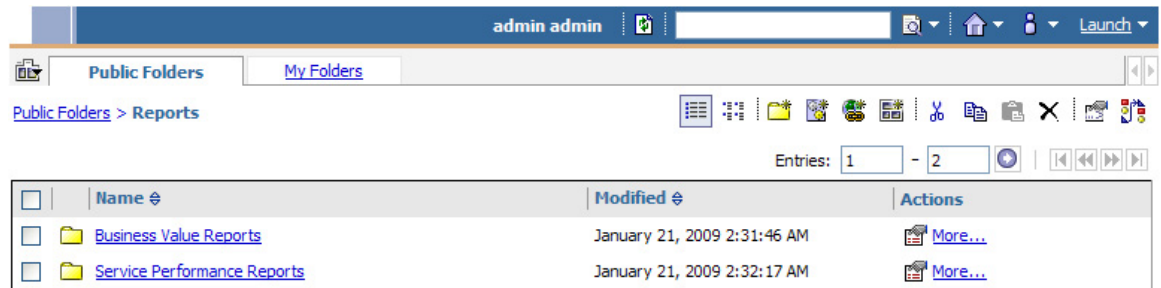 admin admin Launch
Public Folders My Folders
Public Folders > Reports
Entries: 1 - 2
Name Modified Actions
Business Value Reports January 21, 2009 2:31:46 AM More...
Service Performance Reports January 21, 2009 2:32:17 AM More...